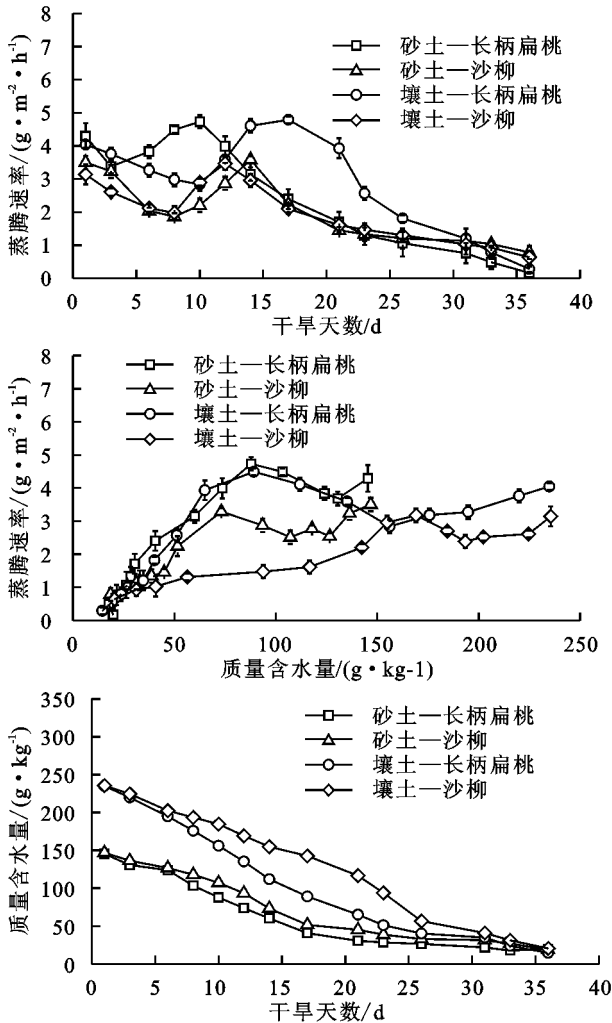 8
7
6
5
4
3
2
1
0
蒸腾速率/(g·m⁻²·h⁻¹)
砂土—长柄扁桃
砂土—沙柳
壤土—长柄扁桃
壤土—沙柳
0 5 10 15 20 25 30 35 40
干旱天数/d
8
7
6
5
4
3
2
1
0
蒸腾速率/(g·m⁻²·h⁻¹)
砂土—长柄扁桃
砂土—沙柳
壤土—长柄扁桃
壤土—沙柳
0 50 100 150 200 250
质量含水量/(g·kg-1)
350
300
250
200
150
100
50
0
质量含水量/(g·kg⁻¹)
砂土—长柄扁桃
砂土—沙柳
壤土—长柄扁桃
壤土—沙柳
0 5 10 15 20 25 30 35 40
干旱天数/d